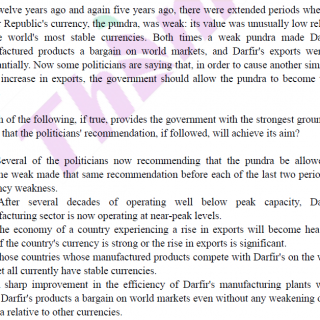 welve years ago and again five years ago, there were extended periods whe
Republic's currency, the pundra, was weak: its value was unusually low rel
world's most stable currencies. Both times a weak pundra made Da
factured products a bargain on world markets, and Darfir's exports wer
antially. Now some politicians are saying that, in order to cause another sim
increase in exports, the government should allow the pundra to become
of the following, if true, provides the government with the strongest groun
that the politicians' recommendation, if followed, will achieve its aim?
Several of the politicians now recommending that the pundra be allowe
me weak made that same recommendation before each of the last two perio
ncy weakness.
After several decades of operating well below peak capacity, Da
facturing sector is now operating at near-peak levels.
he economy of a country experiencing a rise in exports will become hea
f the country's currency is strong or the rise in exports is significant.
hose countries whose manufactured products compete with Darfir's on the w
t all currently have stable currencies.
sharp improvement in the efficiency of Darfir's manufacturing plants w
Darfir's products a bargain on world markets even without any weakening o
a relative to other currencies.